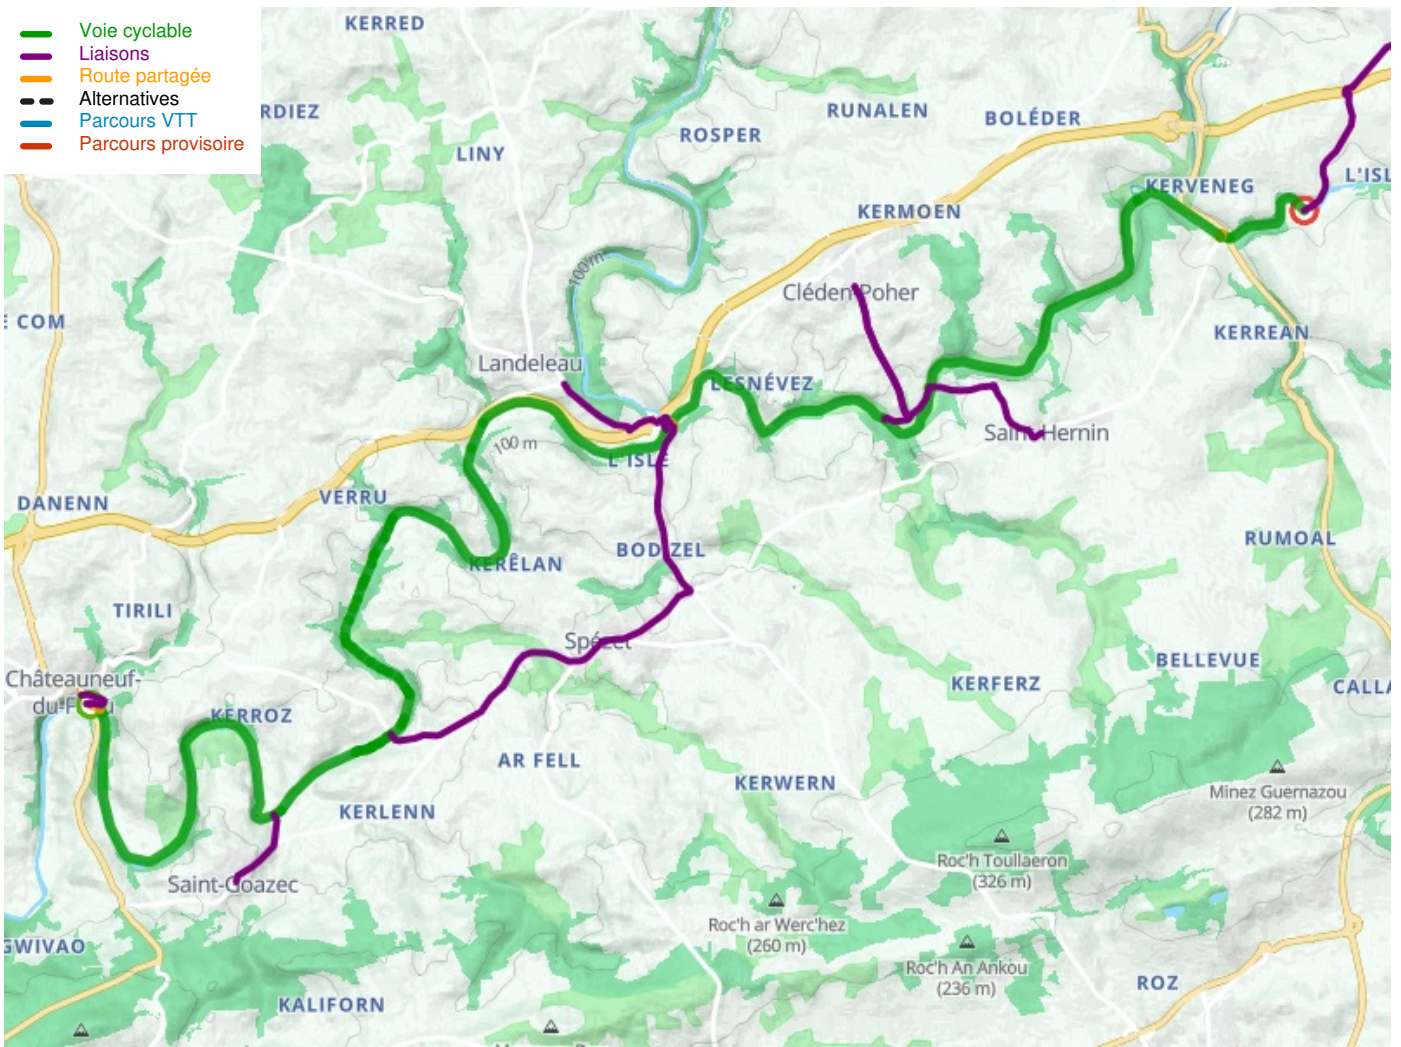 Voie cyclable
Liaisons
Route partagée
Alternatives
Parcours VTT
Parcours provisoire
KERRED
RDIEZ
LINY
ROSPER
RUNALEN
BOLÉDER
KERVENEG
L'ISL
KERMOEN
100 m
Cléden-Poher
E COM
KERREAN
Landeleau
LESNÉVEZ
Saint-Hernin
100 m
L'ISLE
VERRU
DANENN
RUMOAL
BODIZEL
KERÊLAN
TIRILI
Spézet
BELLEVUE
Châteauneuf-
du-Faou
KERFERZ
CALLA
KERROZ
AR FELL
KERWERN
Minez Guernazou
(282 m)
KERLENN
Roc'h Toullaeron
(326 m)
Saint-Goazec
Roc'h ar Werc'hez
(260 m)
GWIVAO
Roc'h An Ankou
(236 m)
ROZ
KALIFORN